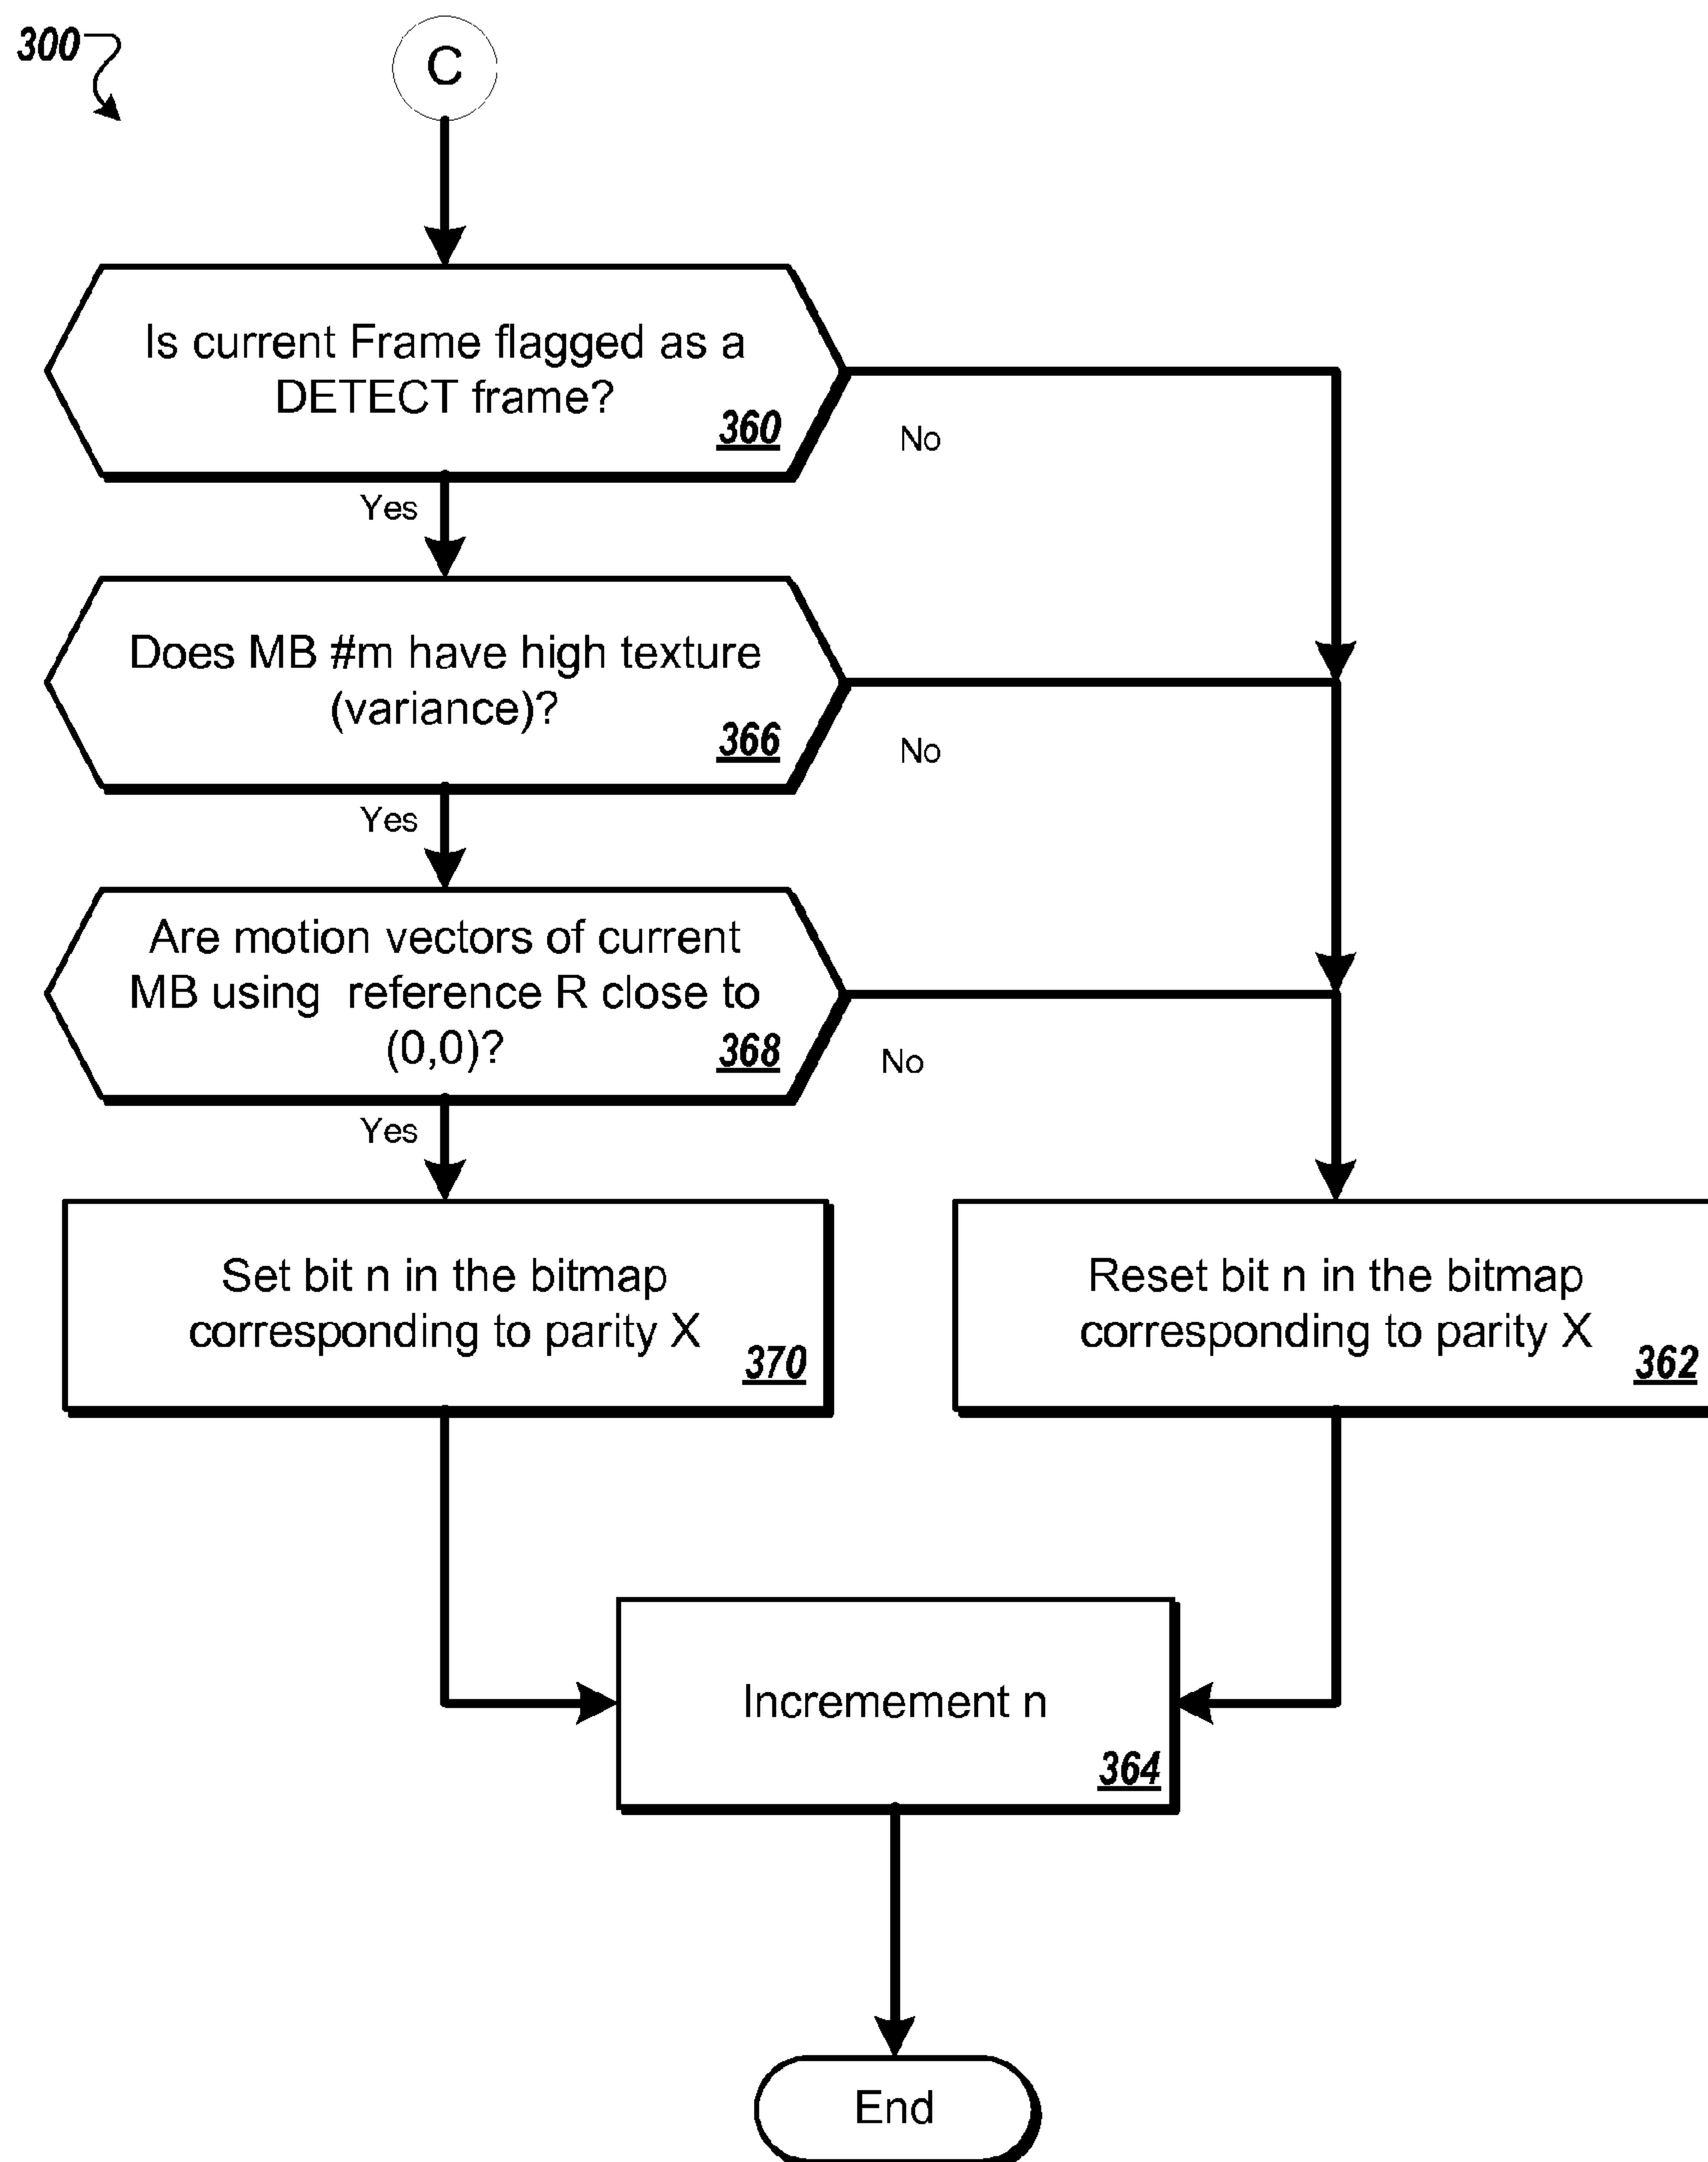 300
C
Is current Frame flagged as a
DETECT frame?
360
No
Yes
Does MB #m have high texture
(variance)?
366
No
Yes
Are motion vectors of current
MB using reference R close to
(0,0)?
368
No
Yes
Set bit n in the bitmap
corresponding to parity X
370
Reset bit n in the bitmap
corresponding to parity X
362
Incremement n
364
End